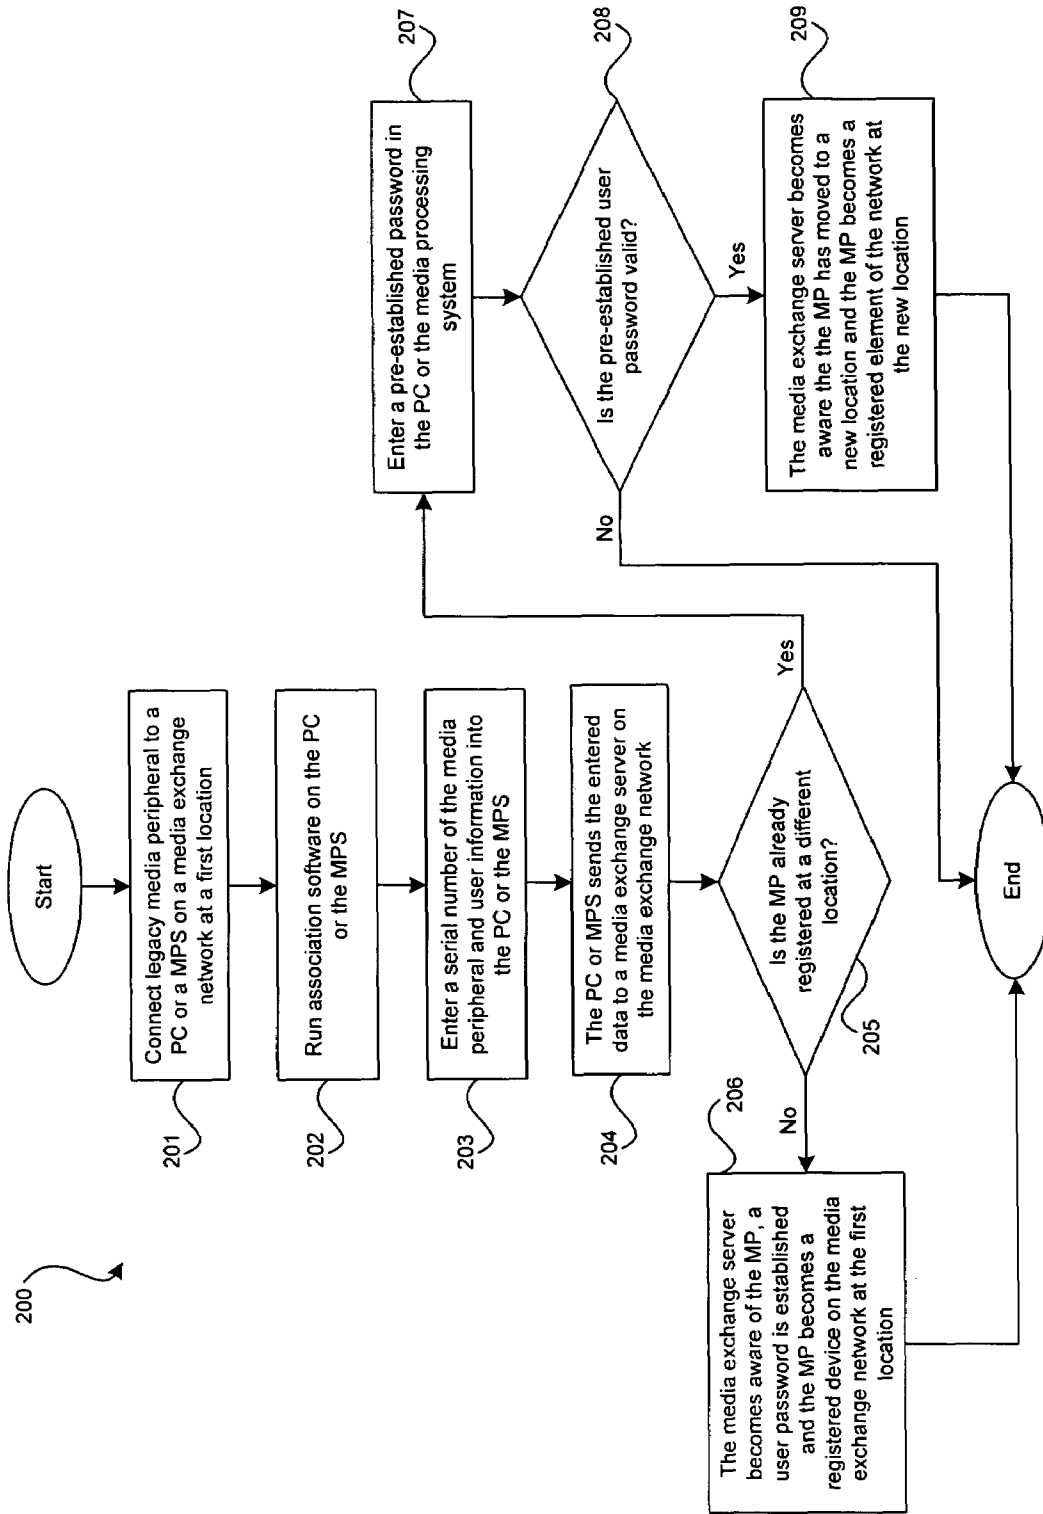 200
Start
Connect legacy media peripheral to a
PC or a MPS on a media exchange
network at a first location
201
Run association software on the PC
or the MPS
202
Enter a serial number of the media
peripheral and user information into
the PC or the MPS
203
The PC or MPS sends the entered
data to a media exchange server on
the media exchange network
204
Is the MP already
registered at a different
location?
205
No
Yes
The media exchange server
becomes aware of the MP, a
user password is established
and the MP becomes a
registered device on the media
exchange network at the first
location
206
Enter a pre-established password in
the PC or the media processing
system
207
Is the pre-established user
password valid?
208
No
Yes
The media exchange server becomes
aware the the MP has moved to a
new location and the MP becomes a
registered element of the network at
the new location
209
End